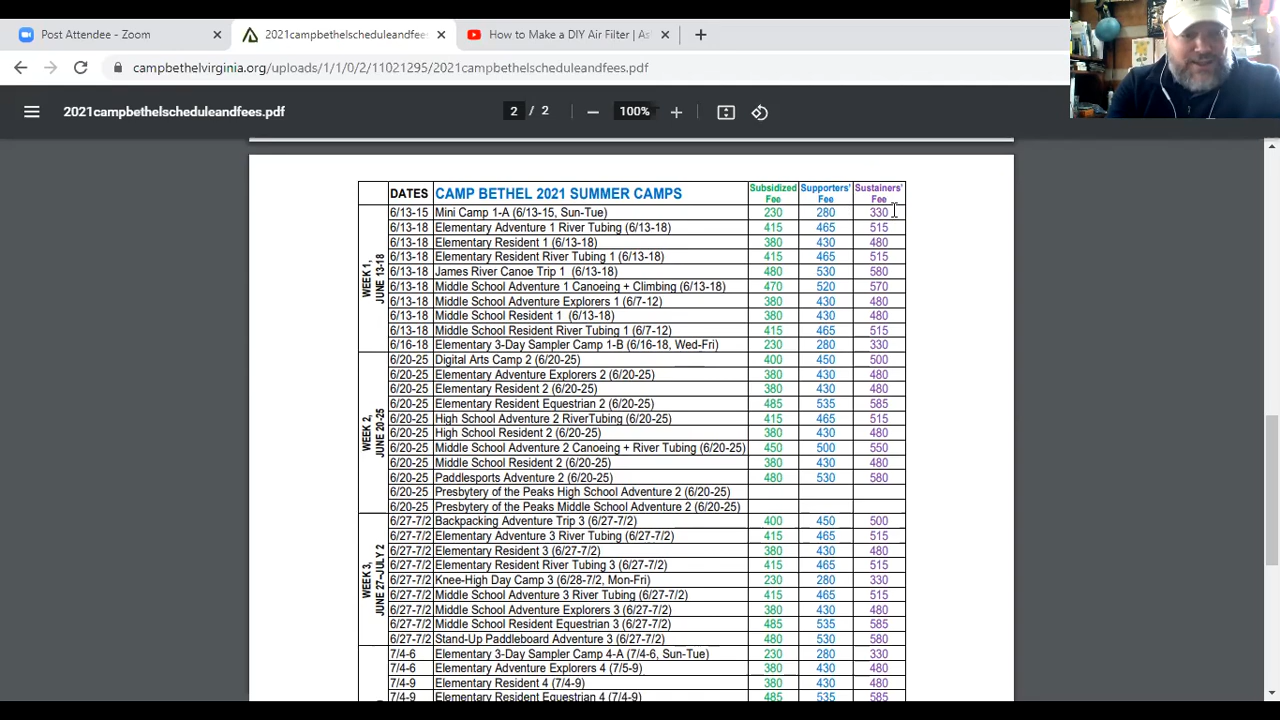 Post Attendee - Zoom
2021campbethelscheduleandfees
How to Make a DIY Air Filter | As
campbethelvirginia.org/uploads/1/1/0/2/11021295/2021campbethelscheduleandfees.pdf
2021campbethelscheduleandfees.pdf
2 / 2
100%
DATES CAMP BETHEL 2021 SUMMER CAMPS Subsidized Fee Supporters' Fee Sustainers' Fee
WEEK 1, JUNE 13-18
6/13-15 Mini Camp 1-A (6/13-15, Sun-Tue) 230 280 330
6/13-18 Elementary Adventure 1 River Tubing (6/13-18) 415 465 515
6/13-18 Elementary Resident 1 (6/13-18) 380 430 480
6/13-18 Elementary Resident River Tubing 1 (6/13-18) 415 465 515
6/13-18 James River Canoe Trip 1 (6/13-18) 480 530 580
6/13-18 Middle School Adventure 1 Canoeing + Climbing (6/13-18) 470 520 570
6/13-18 Middle School Adventure Explorers 1 (6/7-12) 380 430 480
6/13-18 Middle School Resident 1 (6/13-18) 380 430 480
6/13-18 Middle School Resident River Tubing 1 (6/7-12) 415 465 515
6/16-18 Elementary 3-Day Sampler Camp 1-B (6/16-18, Wed-Fri) 230 280 330
WEEK 2, JUNE 20-25
6/20-25 Digital Arts Camp 2 (6/20-25) 400 450 500
6/20-25 Elementary Adventure Explorers 2 (6/20-25) 380 430 480
6/20-25 Elementary Resident 2 (6/20-25) 380 430 480
6/20-25 Elementary Resident Equestrian 2 (6/20-25) 485 535 585
6/20-25 High School Adventure 2 RiverTubing (6/20-25) 415 465 515
6/20-25 High School Resident 2 (6/20-25) 380 430 480
6/20-25 Middle School Adventure 2 Canoeing + River Tubing (6/20-25) 450 500 550
6/20-25 Middle School Resident 2 (6/20-25) 380 430 480
6/20-25 Paddlesports Adventure 2 (6/20-25) 480 530 580
6/20-25 Presbytery of the Peaks High School Adventure 2 (6/20-25)
6/20-25 Presbytery of the Peaks Middle School Adventure 2 (6/20-25)
WEEK 3, JUNE 27–JULY 2
6/27-7/2 Backpacking Adventure Trip 3 (6/27-7/2) 400 450 500
6/27-7/2 Elementary Adventure 3 River Tubing (6/27-7/2) 415 465 515
6/27-7/2 Elementary Resident 3 (6/27-7/2) 380 430 480
6/27-7/2 Elementary Resident River Tubing 3 (6/27-7/2) 415 465 515
6/27-7/2 Knee-High Day Camp 3 (6/28-7/2, Mon-Fri) 230 280 330
6/27-7/2 Middle School Adventure 3 River Tubing (6/27-7/2) 415 465 515
6/27-7/2 Middle School Adventure Explorers 3 (6/27-7/2) 380 430 480
6/27-7/2 Middle School Resident Equestrian 3 (6/27-7/2) 485 535 585
6/27-7/2 Stand-Up Paddleboard Adventure 3 (6/27-7/2) 480 530 580
7/4-6 Elementary 3-Day Sampler Camp 4-A (7/4-6, Sun-Tue) 230 280 330
7/4-6 Elementary Adventure Explorers 4 (7/5-9) 380 430 480
7/4-9 Elementary Resident 4 (7/4-9) 380 430 480
7/4-9 Elementary Resident Equestrian 4 (7/4-9) 485 535 585